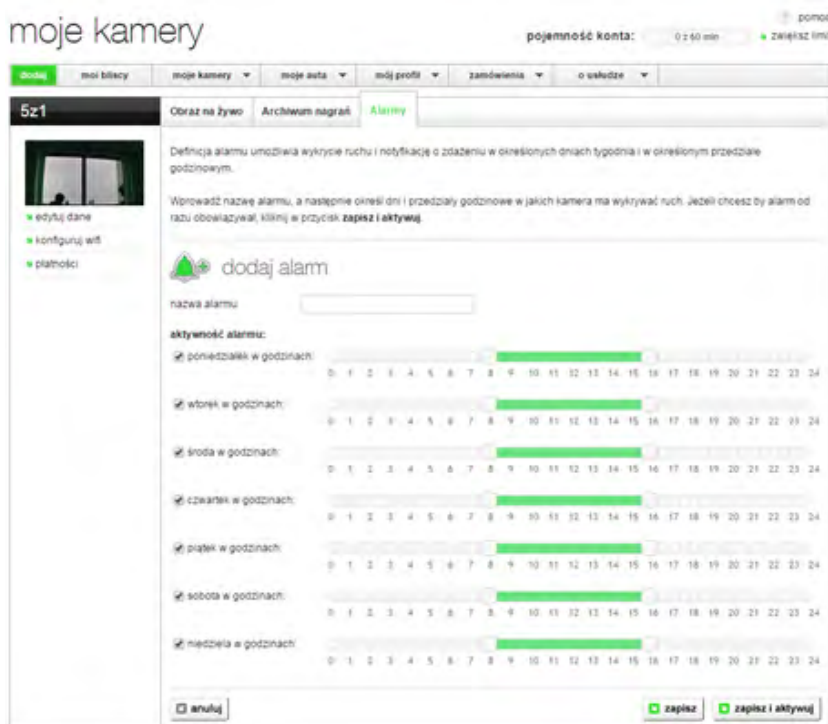 moje kamery
pomoc
pojemność konta: 0 z 60 min zwiększ limit
dodaj moi bliscy moje kamery moje auta mój profil zamówienia o usłudze
5z1
Obraz na żywo Archiwum nagrań Alarmy
Definicja alarmu umożliwia wykrycie ruchu i notyfikację o zdażeniu w określonych dniach tygodnia i w określonym przedziale
godzinowym.
Wprowadź nazwę alarmu, a następnie określ dni i przedziały godzinowe w jakich kamera ma wykrywać ruch. Jeżeli chcesz by alarm od
razu obowiązywał, kliknij w przycisk zapisz i aktywuj.
edytuj dane
konfiguruj wifi
płatności
dodaj alarm
nazwa alarmu
aktywność alarmu:
poniedziałek w godzinach:
0 1 2 3 4 5 6 7 8 9 10 11 12 13 14 15 16 17 18 19 20 21 22 23 24
wtorek w godzinach:
0 1 2 3 4 5 6 7 8 9 10 11 12 13 14 15 16 17 18 19 20 21 22 23 24
środa w godzinach:
0 1 2 3 4 5 6 7 8 9 10 11 12 13 14 15 16 17 18 19 20 21 22 23 24
czwartek w godzinach:
0 1 2 3 4 5 6 7 8 9 10 11 12 13 14 15 16 17 18 19 20 21 22 23 24
piątek w godzinach:
0 1 2 3 4 5 6 7 8 9 10 11 12 13 14 15 16 17 18 19 20 21 22 23 24
sobota w godzinach:
0 1 2 3 4 5 6 7 8 9 10 11 12 13 14 15 16 17 18 19 20 21 22 23 24
niedziela w godzinach:
0 1 2 3 4 5 6 7 8 9 10 11 12 13 14 15 16 17 18 19 20 21 22 23 24
anuluj zapisz zapisz i aktywuj